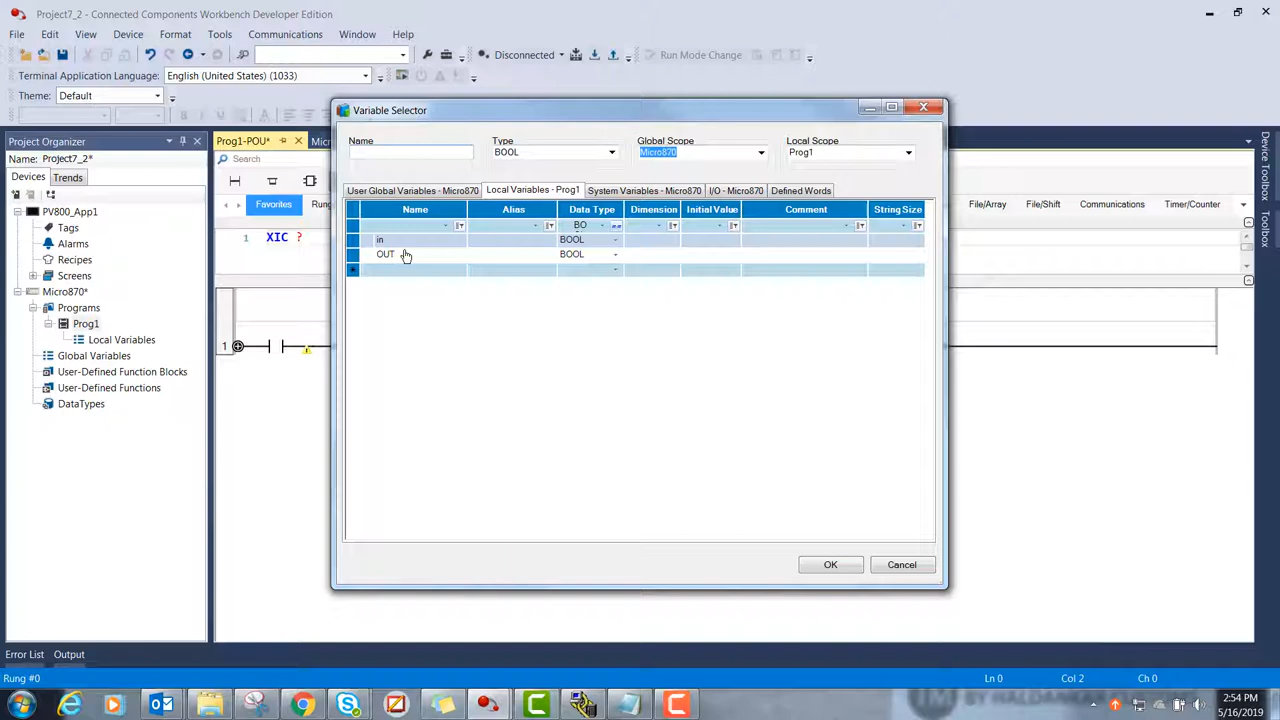 Project7_2 - Connected Components Workbench Developer Edition
File Edit View Device Format Tools Communications Window Help
Disconnected Run Mode Change
Terminal Application Language: English (United States) (1033)
Theme: Default
Project Organizer
Name: Project7_2*
Devices Trends
PV800_App1
Tags
Alarms
Recipes
Screens
Micro870*
Programs
Prog1
Local Variables
Global Variables
User-Defined Function Blocks
User-Defined Functions
DataTypes
Prog1-POU*
Search
Favorites
1 XIC ?
1
Variable Selector
Name Type Global Scope Local Scope
BOOL Micro870 Prog1
User Global Variables - Micro870 Local Variables - Prog1 System Variables - Micro870 I/O - Micro870 Defined Words
Name Alias Data Type Dimension Initial Value Comment String Size
BO
in BOOL
OUT BOOL
OK Cancel
File/Array File/Shift Communications Timer/Counter
Device Toolbox
Toolbox
Error List Output
Rung #0 Ln 0 Col 2 Ch 0
2:54 PM
5/16/2019